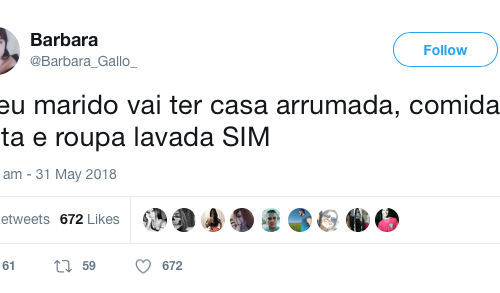 Barbara
@Barbara_Gallo_
Follow
eu marido vai ter casa arrumada, comida
ta e roupa lavada SIM
am - 31 May 2018
etweets 672 Likes
61 59 672